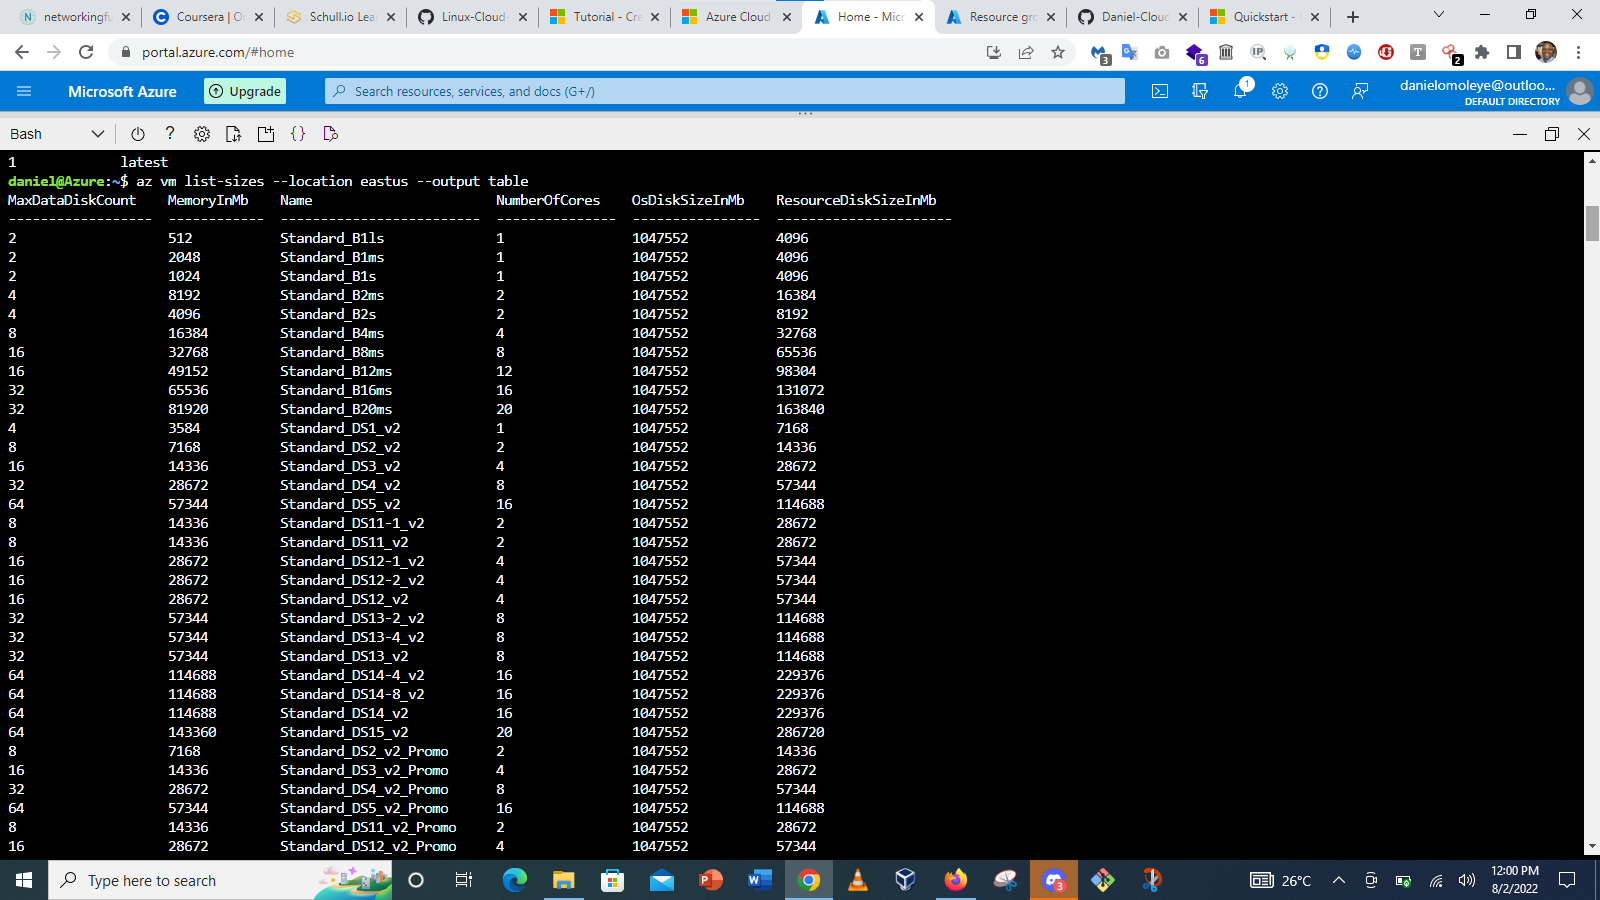 networkingfu
Coursera | O
Schull.io Lea
Linux-Cloud-
Tutorial - Cre
Azure Cloud
Home - Micr
Resource gro
Daniel-Cloud
Quickstart -
portal.azure.com/#home
3
6
IP
T
2
Microsoft Azure
Upgrade
Search resources, services, and docs (G+/)
1
danielomoleye@outloo...
DEFAULT DIRECTORY
Bash
1 latest
daniel@Azure:~$ az vm list-sizes --location eastus --output table
MaxDataDiskCount MemoryInMb Name NumberOfCores OsDiskSizeInMb ResourceDiskSizeInMb
------------------ ------------ ------------------------- --------------- ---------------- ----------------------
2 512 Standard_B1ls 1 1047552 4096
2 2048 Standard_B1ms 1 1047552 4096
2 1024 Standard_B1s 1 1047552 4096
4 8192 Standard_B2ms 2 1047552 16384
4 4096 Standard_B2s 2 1047552 8192
8 16384 Standard_B4ms 4 1047552 32768
16 32768 Standard_B8ms 8 1047552 65536
16 49152 Standard_B12ms 12 1047552 98304
32 65536 Standard_B16ms 16 1047552 131072
32 81920 Standard_B20ms 20 1047552 163840
4 3584 Standard_DS1_v2 1 1047552 7168
8 7168 Standard_DS2_v2 2 1047552 14336
16 14336 Standard_DS3_v2 4 1047552 28672
32 28672 Standard_DS4_v2 8 1047552 57344
64 57344 Standard_DS5_v2 16 1047552 114688
8 14336 Standard_DS11-1_v2 2 1047552 28672
8 14336 Standard_DS11_v2 2 1047552 28672
16 28672 Standard_DS12-1_v2 4 1047552 57344
16 28672 Standard_DS12-2_v2 4 1047552 57344
16 28672 Standard_DS12_v2 4 1047552 57344
32 57344 Standard_DS13-2_v2 8 1047552 114688
32 57344 Standard_DS13-4_v2 8 1047552 114688
32 57344 Standard_DS13_v2 8 1047552 114688
64 114688 Standard_DS14-4_v2 16 1047552 229376
64 114688 Standard_DS14-8_v2 16 1047552 229376
64 114688 Standard_DS14_v2 16 1047552 229376
64 143360 Standard_DS15_v2 20 1047552 286720
8 7168 Standard_DS2_v2_Promo 2 1047552 14336
16 14336 Standard_DS3_v2_Promo 4 1047552 28672
32 28672 Standard_DS4_v2_Promo 8 1047552 57344
64 57344 Standard_DS5_v2_Promo 16 1047552 114688
8 14336 Standard_DS11_v2_Promo 2 1047552 28672
16 28672 Standard_DS12_v2_Promo 4 1047552 57344
Type here to search
3
26°C
12:00 PM
8/2/2022